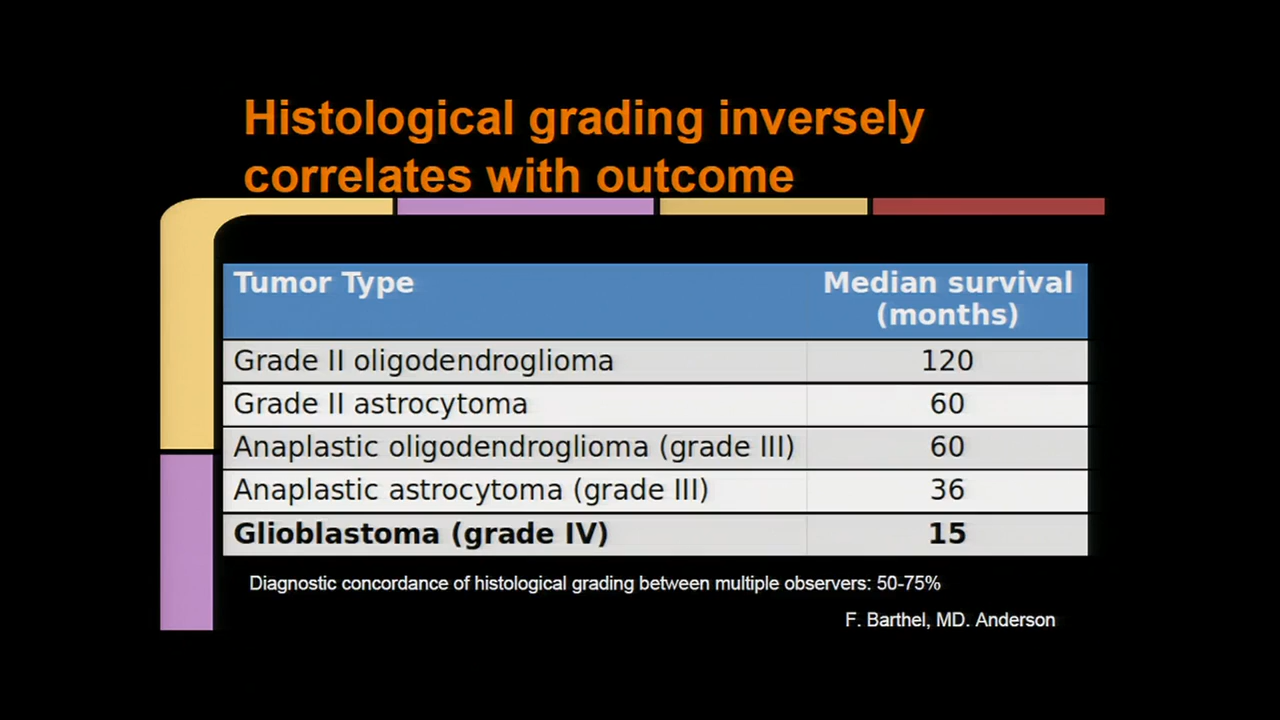 Histological grading inversely
correlates with outcome
Tumor Type Median survival
(months)
Grade II oligodendroglioma 120
Grade II astrocytoma 60
Anaplastic oligodendroglioma (grade III) 60
Anaplastic astrocytoma (grade III) 36
Glioblastoma (grade IV) 15
Diagnostic concordance of histological grading between multiple observers: 50-75%
F. Barthel, MD. Anderson